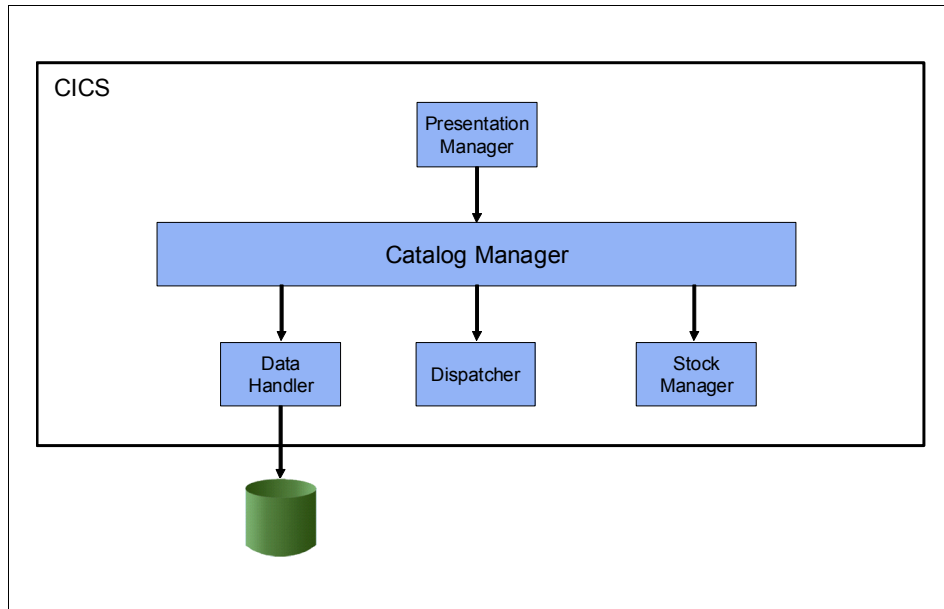 CICS
Presentation
Manager
Catalog Manager
Data
Handler
Dispatcher
Stock
Manager